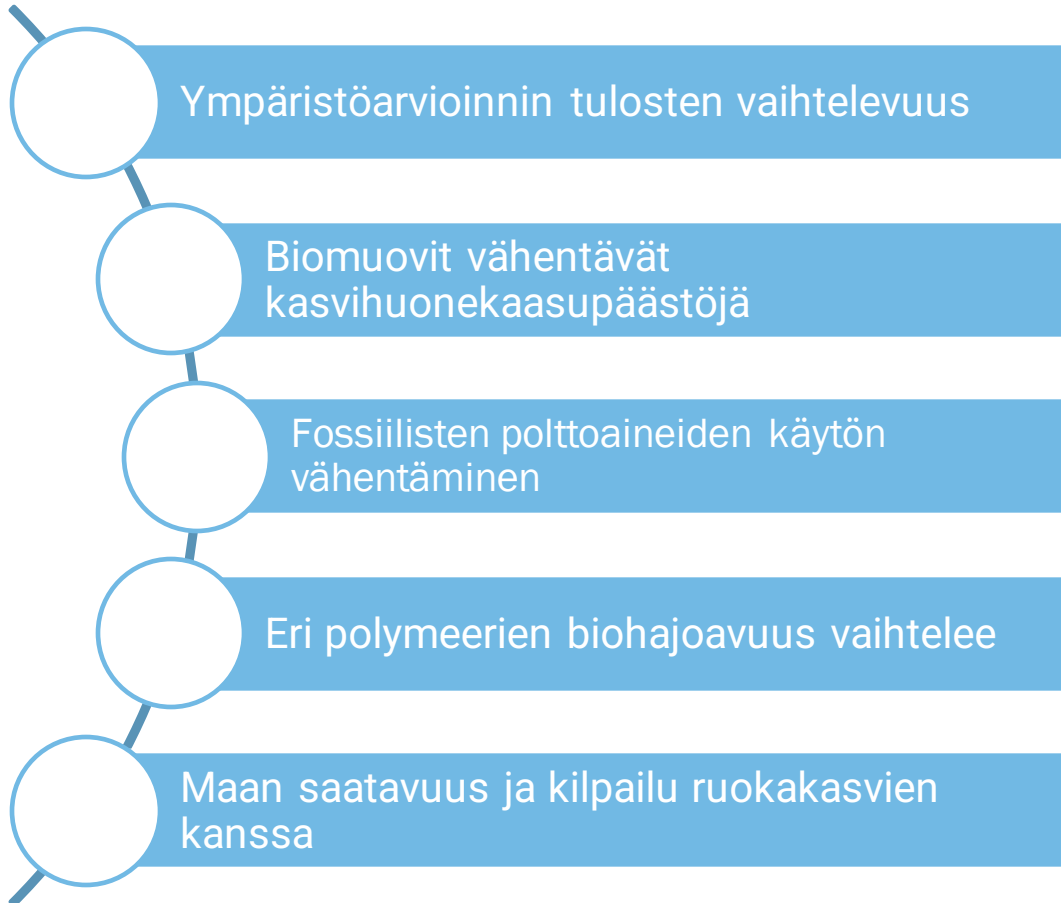 Ympäristöarvioinnin tulosten vaihtelevuus
Biomuovit vähentävät
kasvihuonekaasupäästöjä
Fossiilisten polttoaineiden käytön
vähentäminen
Eri polymeerien biohajoavuus vaihtelee
Maan saatavuus ja kilpailu ruokakasvien
kanssa